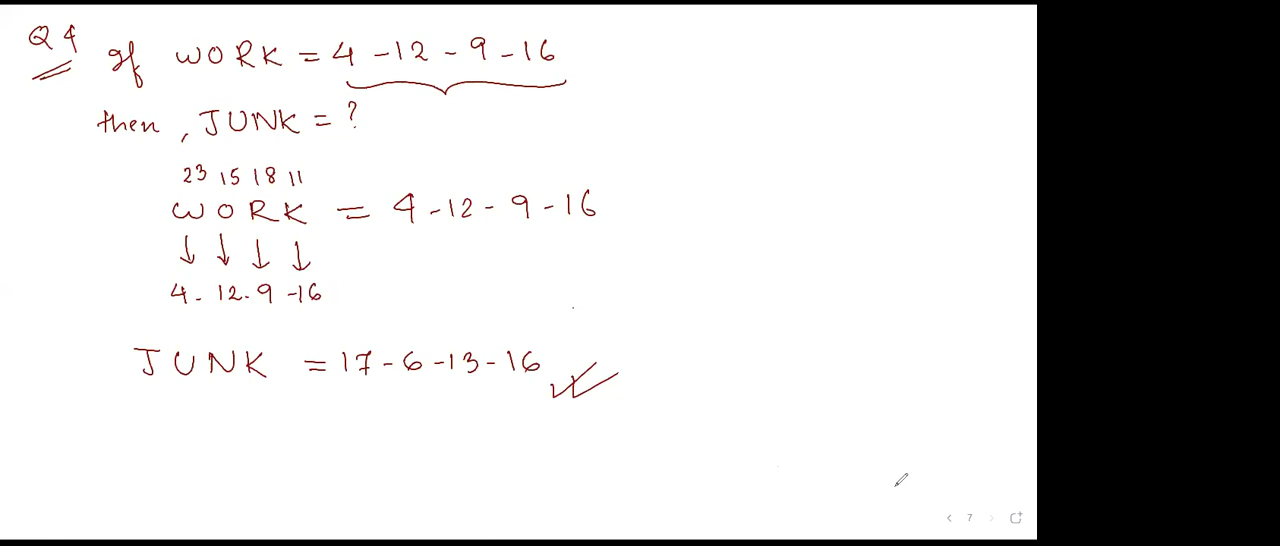 Q 4
If WORK = 4 - 12 - 9 - 16
then, JUNK = ?
23 15 18 11
WORK = 4 - 12 - 9 - 16
4 - 12 - 9 - 16
JUNK = 17 - 6 - 13 - 16
7